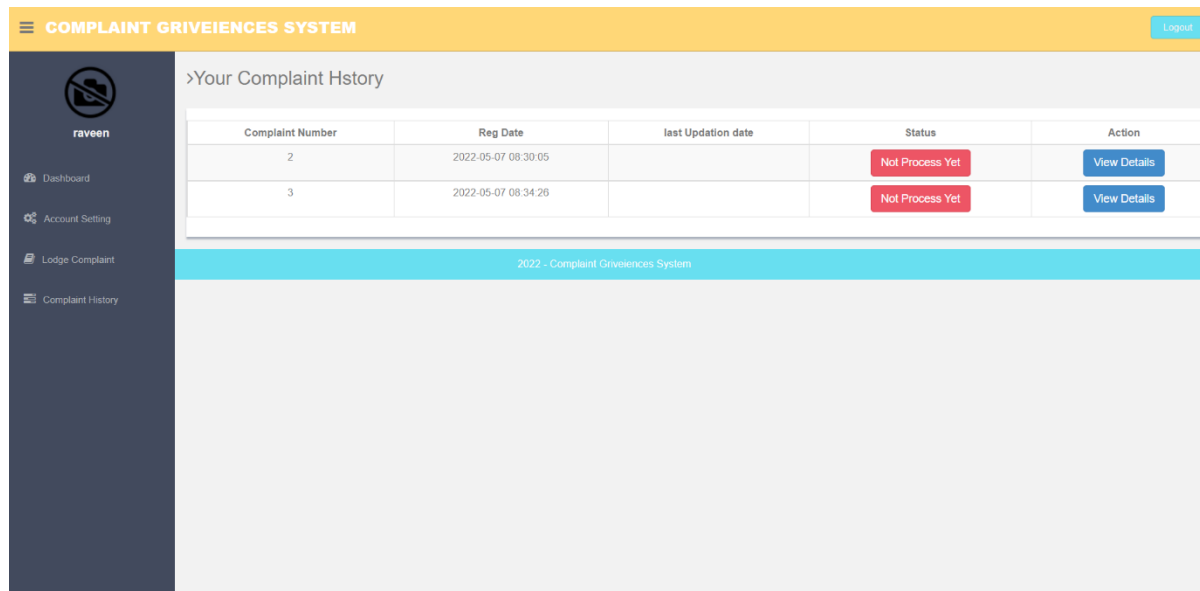 COMPLAINT GRIVEIENCES SYSTEM
Logout
raveen
Dashboard
Account Setting
Lodge Complaint
Complaint History
>Your Complaint Hstory
Complaint Number Reg Date last Updation date Status Action
2 2022-05-07 08:30:05 Not Process Yet View Details
3 2022-05-07 08:34:26 Not Process Yet View Details
2022 - Complaint Griveiences System